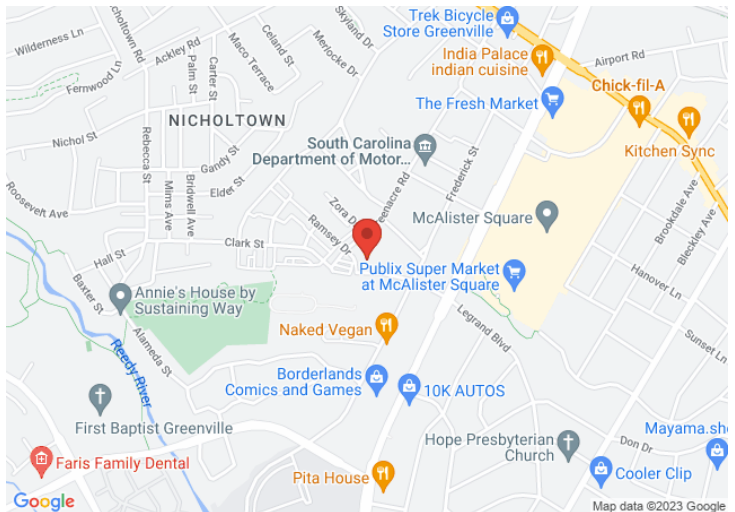 Trek Bicycle
Store Greenville
Skyland Dr
Wilderness Ln
Nicholtown Rd
Ackley Rd
Celand St
Merlocke Dr
Maco Terrace
India Palace
indian cuisine
Airport Rd
Fernwood Ln
Palm St
Carter St
Chick-fil-A
The Fresh Market
NICHOLTOWN
Nichol St
Rebecca St
South Carolina
Department of Motor...
Kitchen Sync
Gandy St
Elder St
Mims Ave
Bridwell Ave
Frederick St
Roosevelt Ave
Zora D
eenacre Rd
Ramsey Dr
McAlister Square
Brookdale Ave
Bleckley Ave
Clark St
Hall St
Publix Super Market
at McAlister Square
Hanover Ln
Baxter St
Annie's House by
Sustaining Way
Legrand Blvd
Naked Vegan
Alameda St
Reedy River
Sunset Ln
Borderlands
Comics and Games
10K AUTOS
First Baptist Greenville
Hope Presbyterian
Church
Mayama.sh
Don Dr
Faris Family Dental
Pita House
Cooler Clip
Google
Map data ©2023 Google